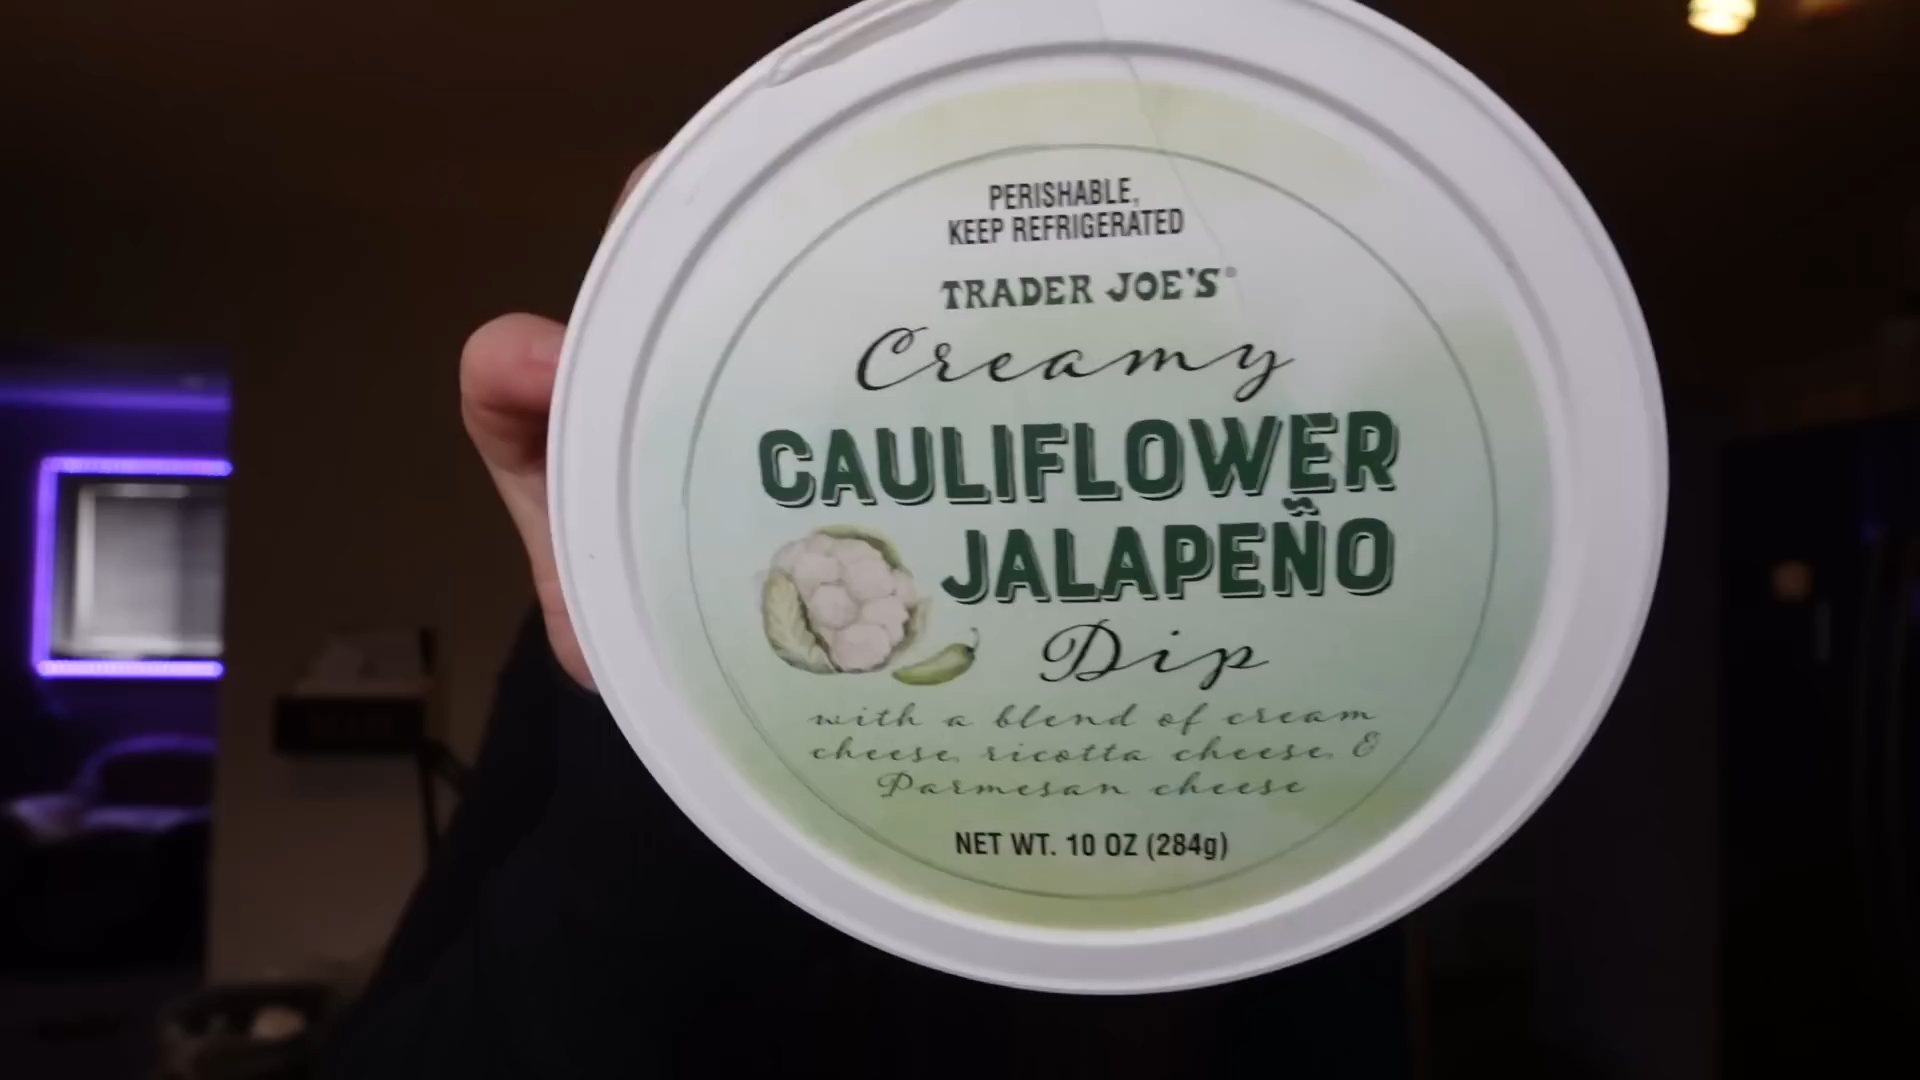 PERISHABLE,
KEEP REFRIGERATED
TRADER JOE'S®
Creamy
CAULIFLOWER
JALAPEÑO
Dip
with a blend of cream
cheese, ricotta cheese, &
Parmesan cheese
NET WT. 10 OZ (284g)